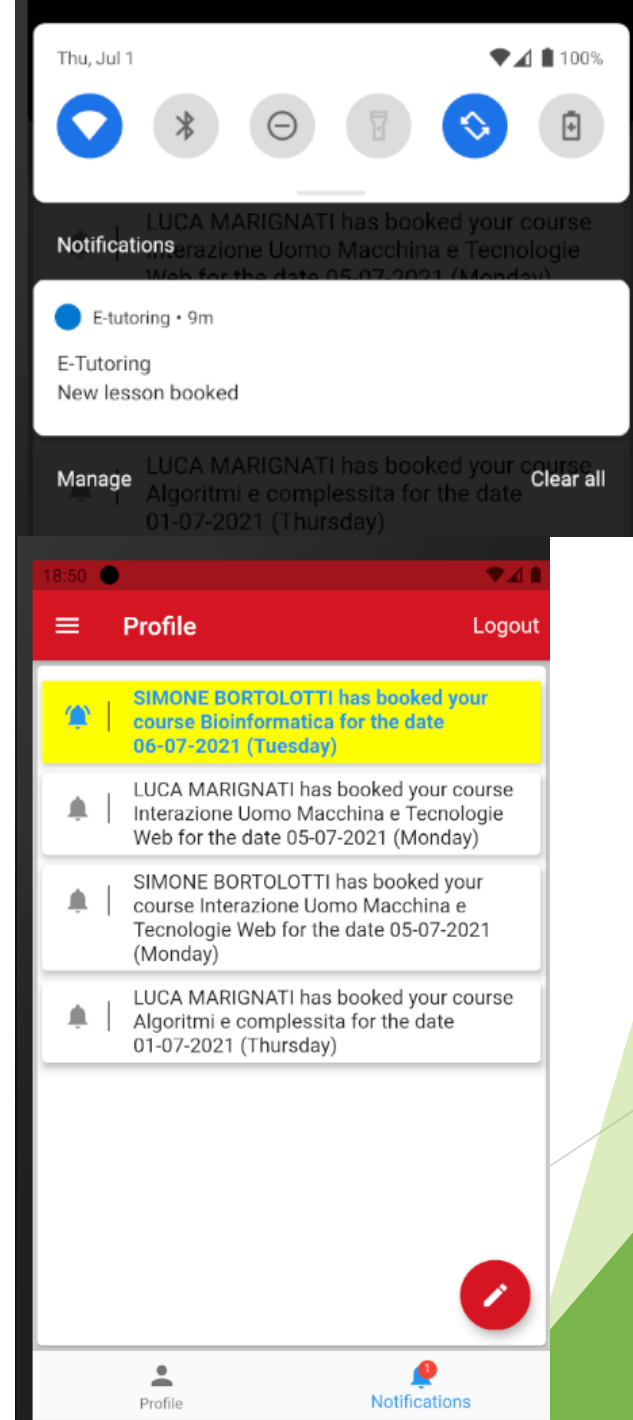 Thu, Jul 1
100%
LUCA MARIGNATI has booked your course
Notifications
Interazione Uomo Macchina e Tecnologie
Web for the date 05-07-2021 (Monday)
E-tutoring • 9m
E-Tutoring
New lesson booked
LUCA MARIGNATI has booked your course
Manage
Clear all
Algoritmi e complessita for the date
01-07-2021 (Thursday)
18:50
Profile
Logout
SIMONE BORTOLOTTI has booked your
course Bioinformatica for the date
06-07-2021 (Tuesday)
LUCA MARIGNATI has booked your course
Interazione Uomo Macchina e Tecnologie
Web for the date 05-07-2021 (Monday)
SIMONE BORTOLOTTI has booked your
course Interazione Uomo Macchina e
Tecnologie Web for the date 05-07-2021
(Monday)
LUCA MARIGNATI has booked your course
Algoritmi e complessita for the date
01-07-2021 (Thursday)
1
Profile
Notifications